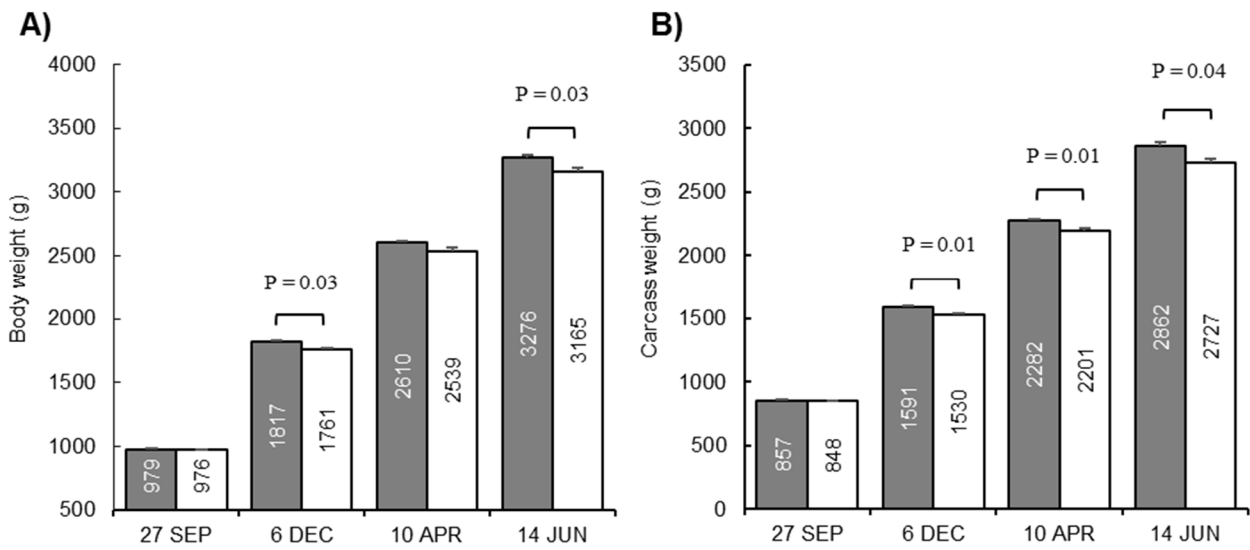 A)
Body weight (g)
4000
3500
3000
2500
2000
1500
1000
500
P = 0.03
P = 0.03
979
976
1817
1761
2610
2539
3276
3165
27 SEP
6 DEC
10 APR
14 JUN
B)
Carcass weight (g)
3500
3000
2500
2000
1500
1000
500
0
P = 0.01
P = 0.01
P = 0.04
857
848
1591
1530
2282
2201
2862
2727
27 SEP
6 DEC
10 APR
14 JUN